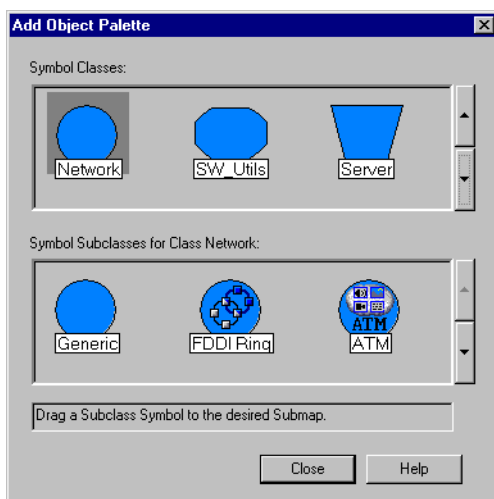 Add Object Palette
Symbol Classes:
Network SW_Utils Server
Symbol Subclasses for Class Network:
ATM
Generic FDDI Ring ATM
Drag a Subclass Symbol to the desired Submap.
Close Help